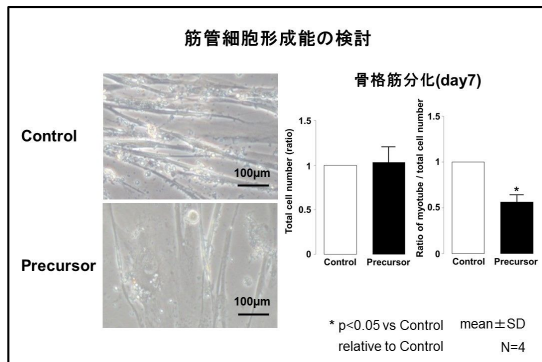 筋管細胞形成能の検討
Control
100μm
Precursor
100μm
骨格筋分化(day7)
Total cell number (ratio)
1.5
1
0.5
0
Control Precursor
Ratio of myotube / total cell number
1.5
1
0.5
0
*
Control Precursor
* p<0.05 vs Control mean±SD
relative to Control N=4